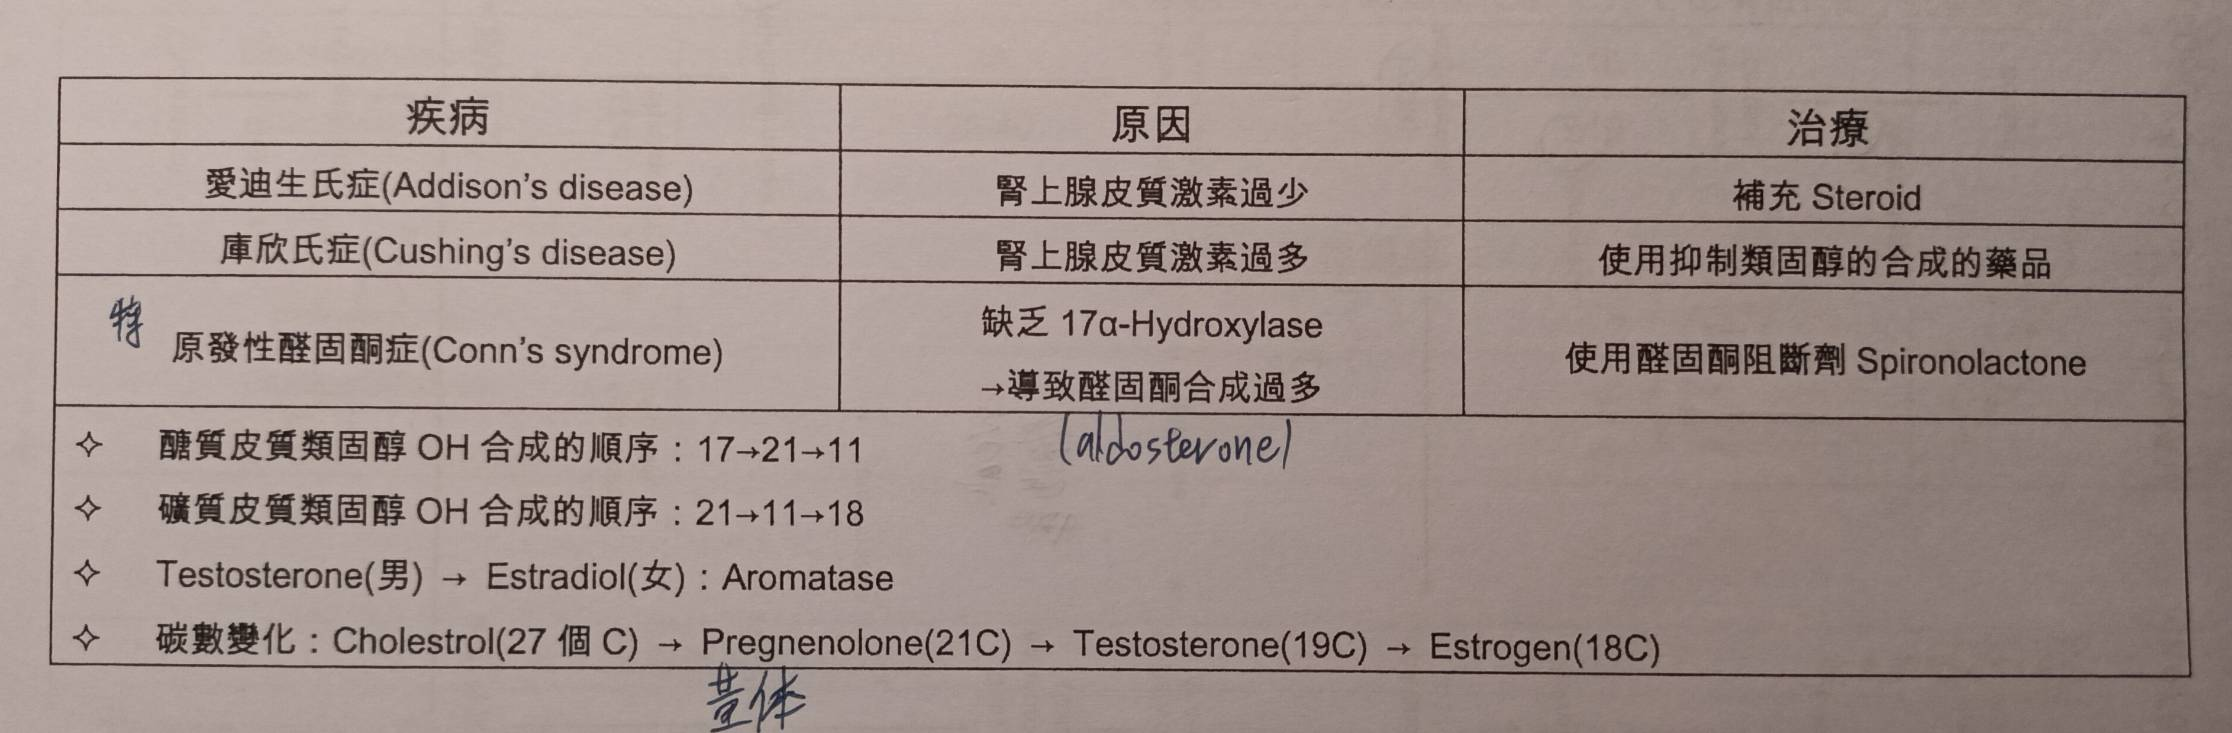 疾病 原因 治療
愛迪生氏症(Addison's disease) 腎上腺皮質激素過少 補充 Steroid
庫欣氏症(Cushing's disease) 腎上腺皮質激素過多 使用抑制類固醇的合成的藥品
特
原發性醛固酮症(Conn's syndrome) 缺乏 17α-Hydroxylase
→導致醛固酮合成過多 使用醛固酮阻斷劑 Spironolactone
(aldosterone)
✧ 醣質皮質類固醇 OH 合成的順序：17→21→11
✧ 礦質皮質類固醇 OH 合成的順序：21→11→18
✧ Testosterone(男) → Estradiol(女)：Aromatase
✧ 碳數變化：Cholestrol(27 個 C) → Pregnenolone(21C) → Testosterone(19C) → Estrogen(18C)
黃体